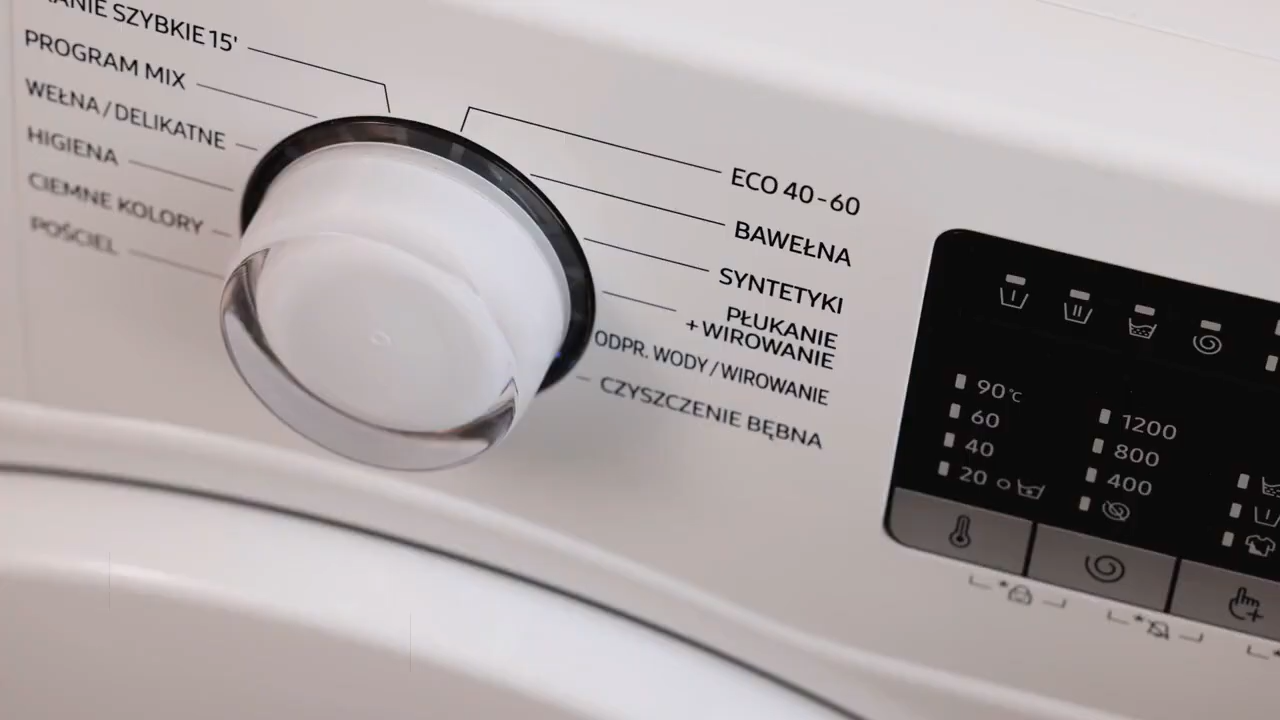 ANIE SZYBKIE 15'
PROGRAM MIX
WEŁNA / DELIKATNE
HIGIENA
CIEMNE KOLORY
POŚCIEL
ECO 40-60
BAWEŁNA
SYNTETYKI
PŁUKANIE
+WIROWANIE
ODPR. WODY / WIROWANIE
CZYSZCZENIE BĘBNA
90°C
60
40
20
1200
800
400